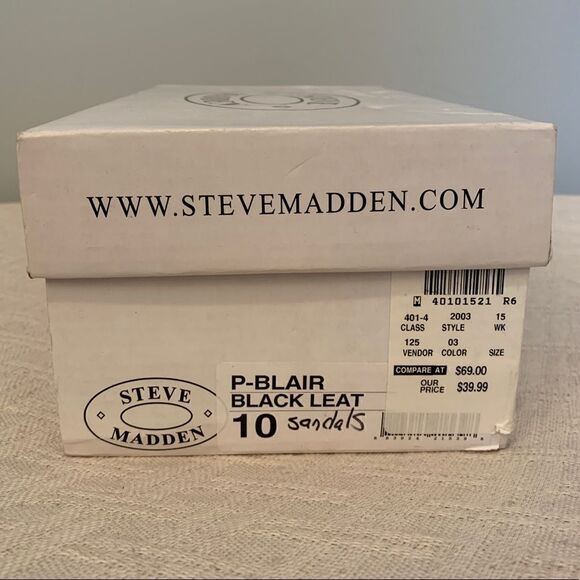 WWW.STEVEMADDEN.COM
M 40101521 R6
401-4 2003 15
CLASS STYLE WK
125 03
VENDOR COLOR SIZE
COMPARE AT $69.00
OUR PRICE $39.99
STEVE
MADDEN
P-BLAIR
BLACK LEAT
10 sandals